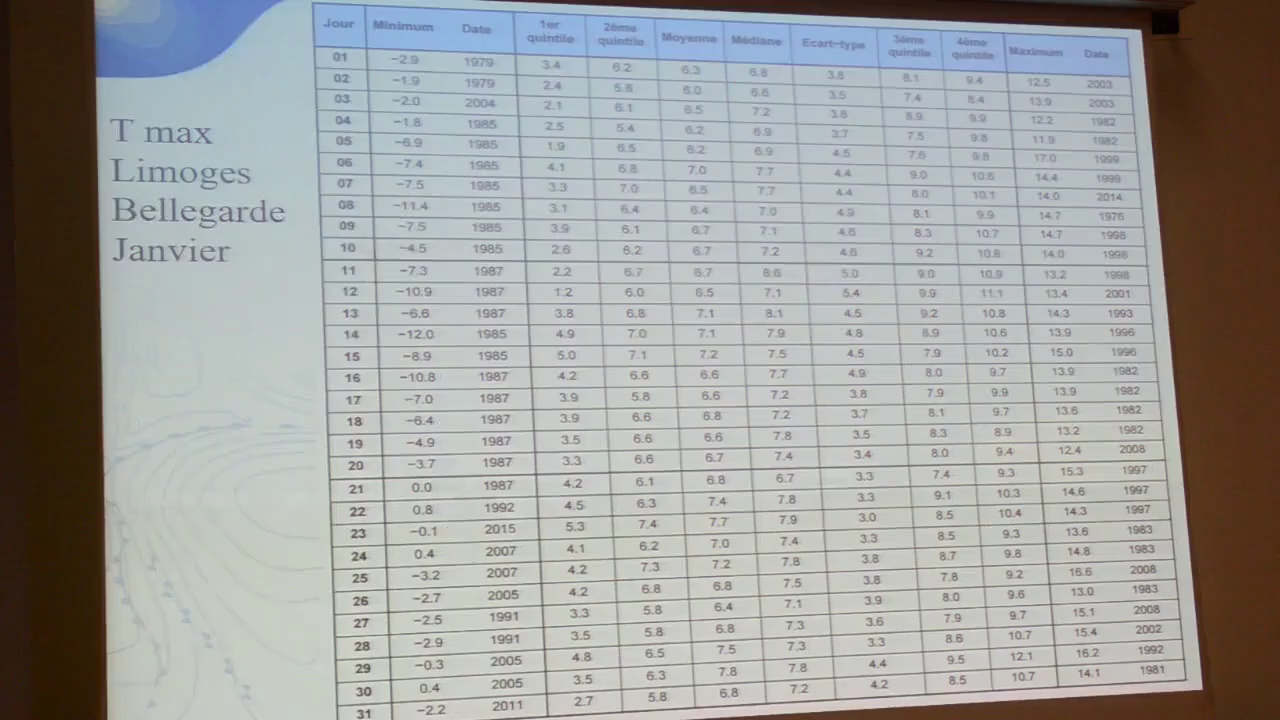 T max
Limoges
Bellegarde
Janvier
Jour Minimum Date 1er quintile 2ème quintile Moyenne Médiane Ecart-type 3ème quintile 4ème quintile Maximum Date
01 −2.9 1979 3.4 6.2 6.3 6.8 3.8 8.1 9.4 12.5 2003
02 −1.9 1979 2.4 5.8 6.0 6.6 3.5 7.4 8.4 13.9 2003
03 −2.0 2004 2.1 6.1 6.5 7.2 3.8 8.9 9.9 12.2 1982
04 −1.8 1985 2.5 5.4 6.2 6.9 3.7 7.5 9.8 11.9 1982
05 −6.9 1985 1.9 6.5 6.2 6.9 4.5 7.6 9.8 17.0 1999
06 −7.4 1985 4.1 6.8 7.0 7.7 4.4 9.0 10.6 14.4 1999
07 −7.5 1985 3.3 7.0 6.5 7.7 4.4 8.0 10.1 14.0 2014
08 −11.4 1985 3.1 6.4 6.4 7.0 4.9 8.1 9.9 14.7 1976
09 −7.5 1985 3.9 6.1 6.7 7.1 4.6 8.3 10.7 14.7 1998
10 −4.5 1985 2.6 6.2 6.7 7.2 4.6 9.2 10.8 14.0 1998
11 −7.3 1987 2.2 6.7 6.7 8.6 5.0 9.0 10.9 13.2 1998
12 −10.9 1987 1.2 6.0 6.5 7.1 5.4 9.9 11.1 13.4 2001
13 −6.6 1987 3.8 6.8 7.1 8.1 4.5 9.2 10.8 14.3 1993
14 −12.0 1985 4.9 7.0 7.1 7.9 4.8 8.9 10.6 13.9 1996
15 −8.9 1985 5.0 7.1 7.2 7.5 4.5 7.9 10.2 15.0 1996
16 −10.8 1987 4.2 6.6 6.6 7.7 4.9 8.0 9.7 13.9 1982
17 −7.0 1987 3.9 5.8 6.6 7.2 3.8 7.9 9.9 13.9 1982
18 −6.4 1987 3.9 6.6 6.8 7.2 3.7 8.1 9.7 13.6 1982
19 −4.9 1987 3.5 6.6 6.6 7.8 3.5 8.3 8.9 13.2 1982
20 −3.7 1987 3.3 6.6 6.7 7.4 3.4 8.0 9.4 12.4 2008
21 0.0 1987 4.2 6.1 6.8 6.7 3.3 7.4 9.3 15.3 1997
22 0.8 1992 4.5 6.3 7.4 7.8 3.3 9.1 10.3 14.6 1997
23 −0.1 2015 5.3 7.4 7.7 7.9 3.0 8.5 10.4 14.3 1997
24 0.4 2007 4.1 6.2 7.0 7.4 3.3 8.5 9.3 13.6 1983
25 −3.2 2007 4.2 7.3 7.2 7.8 3.8 8.7 9.8 14.8 1983
26 −2.7 2005 4.2 6.8 6.8 7.5 3.8 7.8 9.2 16.6 2008
27 −2.5 1991 3.3 5.8 6.4 7.1 3.9 8.0 9.6 13.0 1983
28 −2.9 1991 3.5 5.8 6.8 7.3 3.6 7.9 9.7 15.1 2008
29 −0.3 2005 4.8 6.5 7.5 7.3 3.3 8.6 10.7 15.4 2002
30 0.4 2005 3.5 6.3 7.8 7.8 4.4 9.5 12.1 16.2 1992
31 −2.2 2011 2.7 5.8 6.8 7.2 4.2 8.5 10.7 14.1 1981